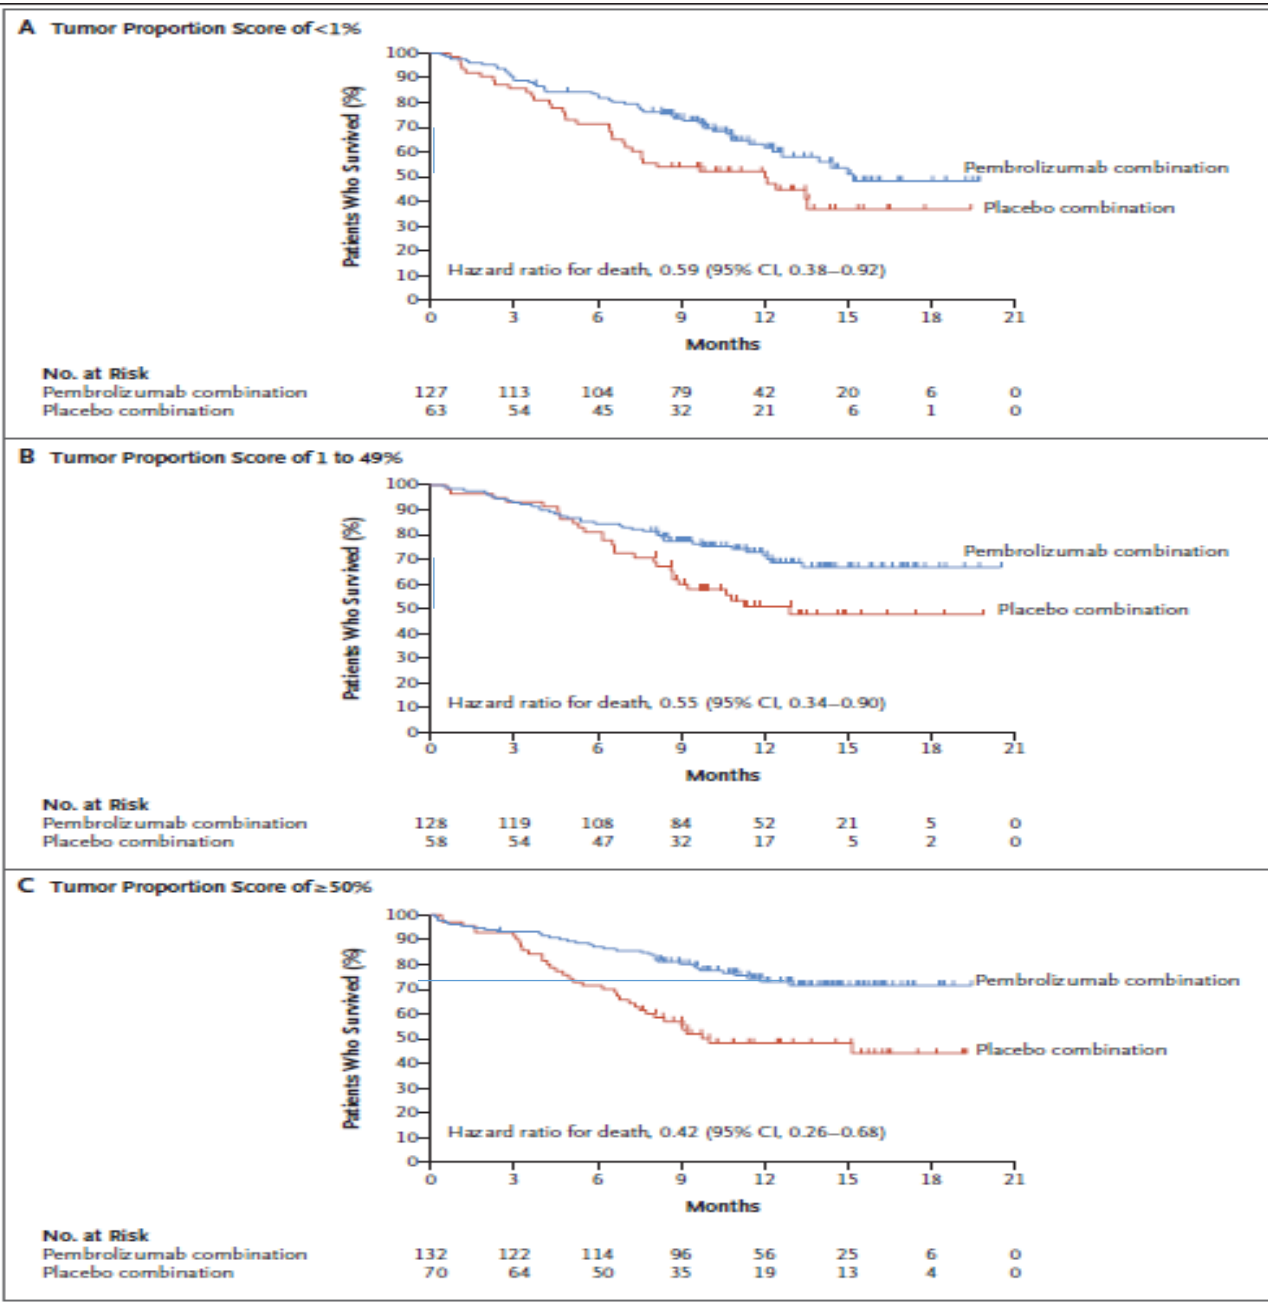 A Tumor Proportion Score of <1%
Patients Who Survived (%)
100
90
80
70
60
50
40
30
20
10
0
Pembrolizumab combination
Placebo combination
Hazard ratio for death, 0.59 (95% CI, 0.38–0.92)
0 3 6 9 12 15 18 21
Months
No. at Risk
Pembrolizumab combination 127 113 104 79 42 20 6 0
Placebo combination 63 54 45 32 21 6 1 0
B Tumor Proportion Score of 1 to 49%
Patients Who Survived (%)
100
90
80
70
60
50
40
30
20
10
0
Pembrolizumab combination
Placebo combination
Hazard ratio for death, 0.55 (95% CI, 0.34–0.90)
0 3 6 9 12 15 18 21
Months
No. at Risk
Pembrolizumab combination 128 119 108 84 52 21 5 0
Placebo combination 58 54 47 32 17 5 2 0
C Tumor Proportion Score of ≥50%
Patients Who Survived (%)
100
90
80
70
60
50
40
30
20
10
0
Pembrolizumab combination
Placebo combination
Hazard ratio for death, 0.42 (95% CI, 0.26–0.68)
0 3 6 9 12 15 18 21
Months
No. at Risk
Pembrolizumab combination 132 122 114 96 56 25 6 0
Placebo combination 70 64 50 35 19 13 4 0